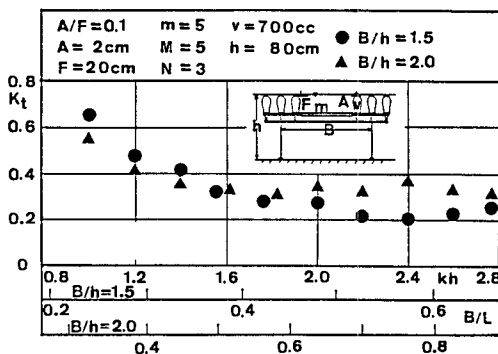 A/F=0.1 m=5 v=700cc
A=2cm M=5 h=80cm
F=20cm N=3
B/h=1.5
B/h=2.0
0.8
Kt
0.6
0.4
0.2
0
F m A v
h
B
0.8 1.2 1.6 2.0 2.4 kh 2.8
B/h=1.5
0.2 0.4 0.6 B/L
B/h=2.0
0.4 0.6 0.8